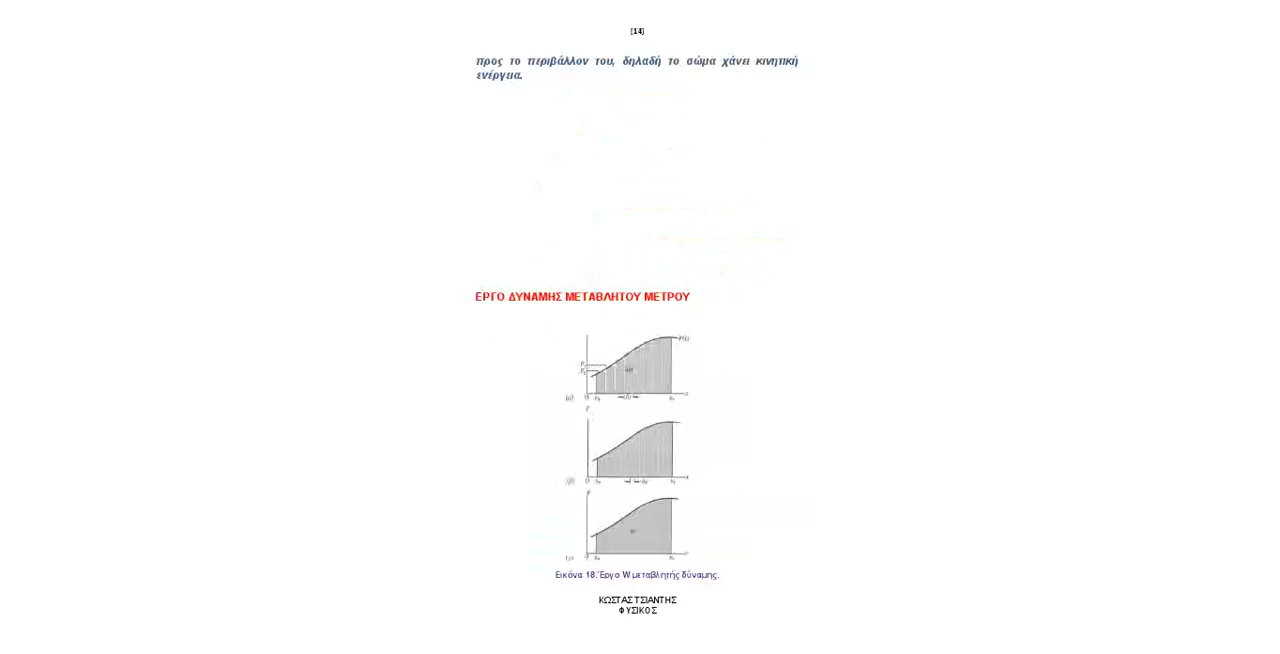 [14]
προς το περιβάλλον του, δηλαδή το σώμα χάνει κινητική
ενέργεια.
ΕΡΓΟ ΔΥΝΑΜΗΣ ΜΕΤΑΒΛΗΤΟΥ ΜΕΤΡΟΥ
Εικόνα 18. Έργο W μεταβλητής δύναμης.
ΚΩΣΤΑΣ ΤΣΙΑΝΤΗΣ
ΦΥΣΙΚΟΣ